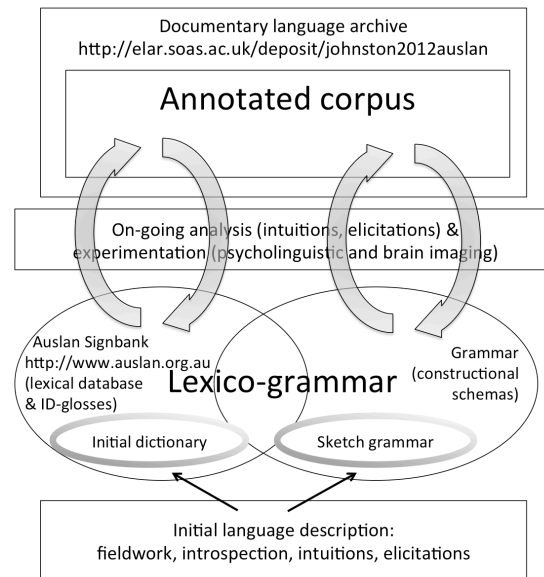 Documentary language archive
http://elar.soas.ac.uk/deposit/johnston2012auslan
Annotated corpus
On-going analysis (intuitions, elicitations) &
experimentation (psycholinguistic and brain imaging)
Auslan Signbank
http://www.auslan.org.au
(lexical database
& ID-glosses)
Lexico-grammar
Grammar
(constructional
schemas)
Initial dictionary
Sketch grammar
Initial language description:
fieldwork, introspection, intuitions, elicitations